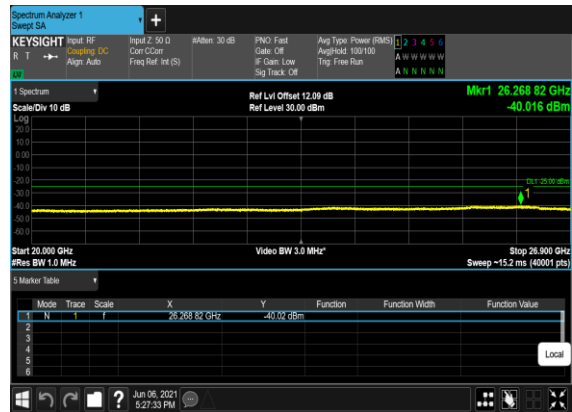 Spectrum Analyzer 1
Swept SA
KEYSIGHT Input: RF Input Z: 50 Ω #Atten: 30 dB PNO: Fast Avg Type: Power (RMS) 1 2 3 4 5 6
R T Coupling: DC Corr CCorr Gate: Off Avg|Hold: 100/100 A W W W W W
Align: Auto Freq Ref: Int (S) IF Gain: Low Trig: Free Run
LW Sig Track: Off A N N N N N
1 Spectrum Ref Lvl Offset 12.09 dB Mkr1 26.268 82 GHz
Scale/Div 10 dB Ref Level 30.00 dBm -40.016 dBm
Log
20.0
10.0
0.00
-10.0
-20.0
DL1 -25.00 dBm
-30.0
1
-40.0
-50.0
-60.0
Start 20.000 GHz Video BW 3.0 MHz* Stop 26.900 GHz
#Res BW 1.0 MHz Sweep ~15.2 ms (40001 pts)
5 Marker Table
Mode Trace Scale X Y Function Function Width Function Value
1 N 1 f 26.268 82 GHz -40.02 dBm
2
3
4
5
6
Local
? Jun 06, 2021
5:27:33 PM